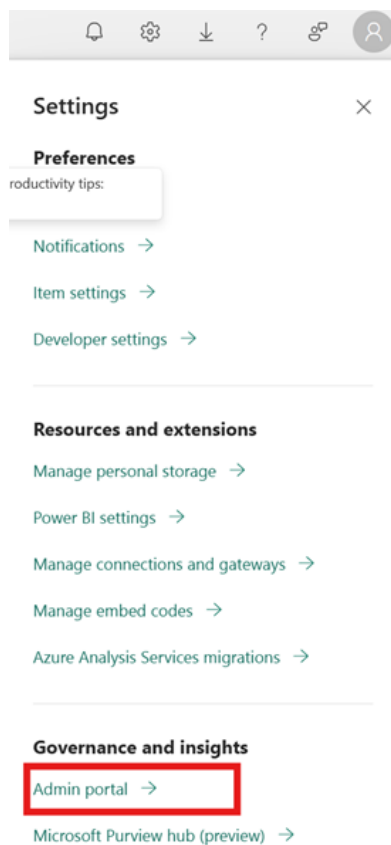 Settings
Preferences
roductivity tips:
Notifications
Item settings
Developer settings
Resources and extensions
Manage personal storage
Power BI settings
Manage connections and gateways
Manage embed codes
Azure Analysis Services migrations
Governance and insights
Admin portal
Microsoft Purview hub (preview)